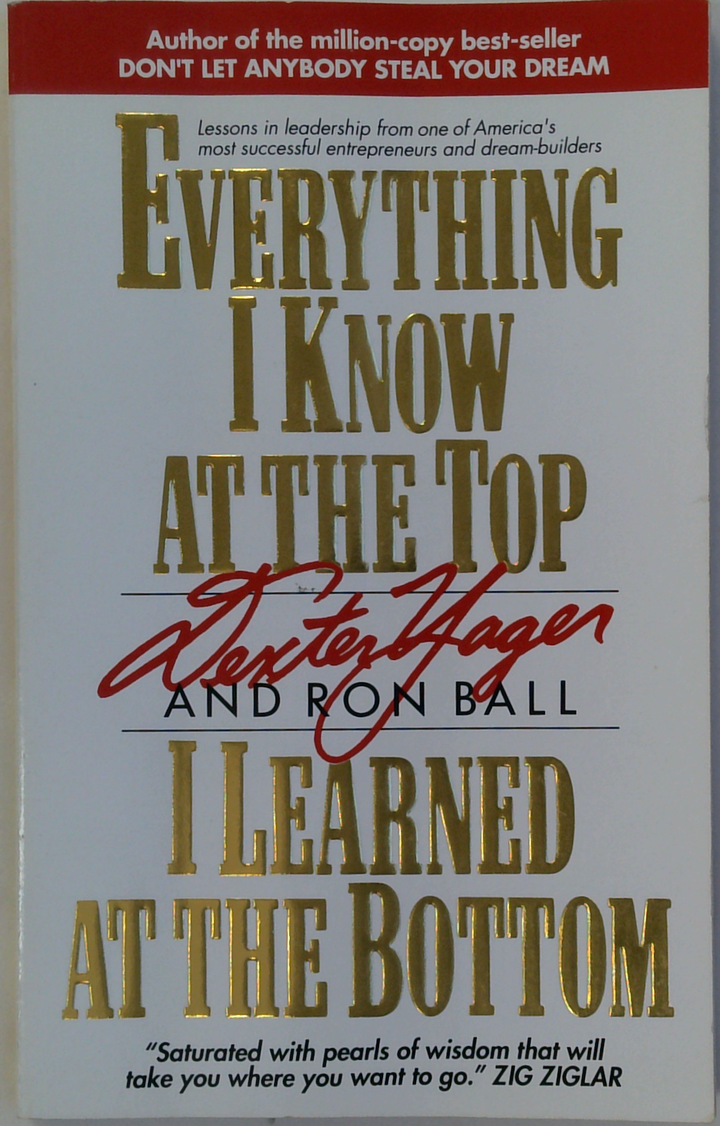 Author of the million-copy best-seller
DON'T LET ANYBODY STEAL YOUR DREAM
Lessons in leadership from one of America's
most successful entrepreneurs and dream-builders
EVERYTHING
I KNOW
AT THE TOP
Dexter Yager
AND RON BALL
I LEARNED
AT THE BOTTOM
"Saturated with pearls of wisdom that will
take you where you want to go." ZIG ZIGLAR